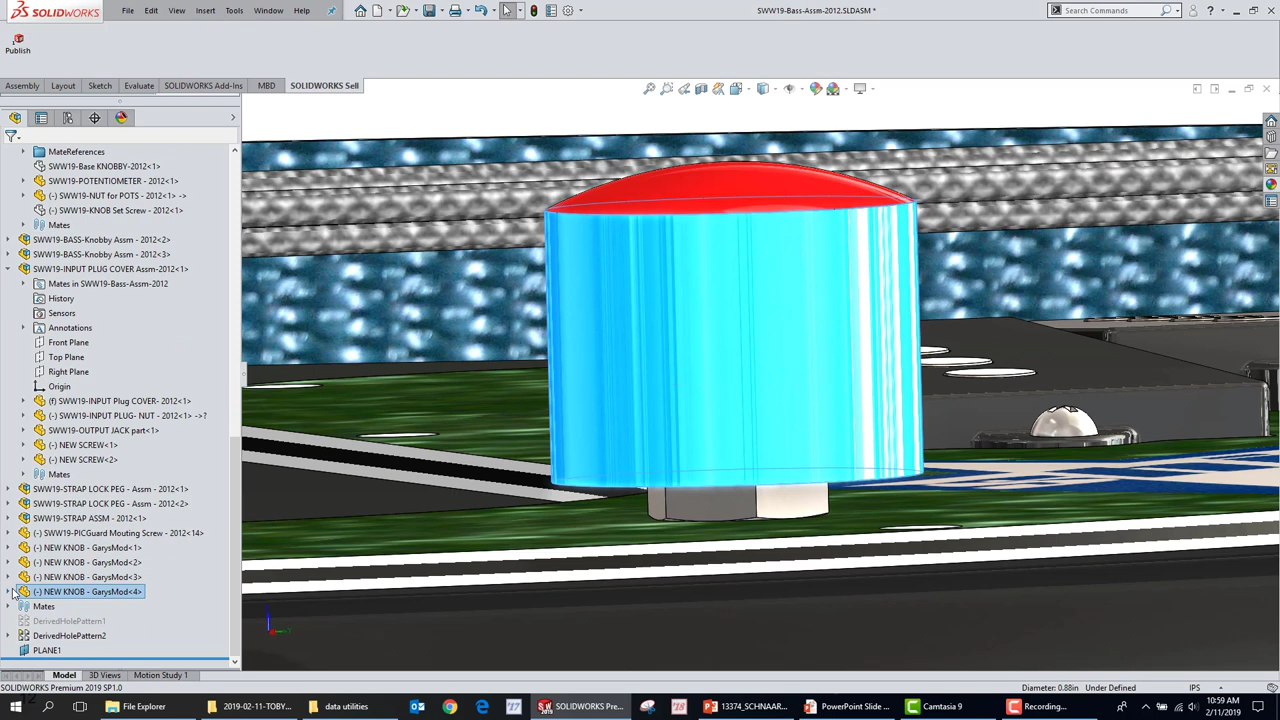 SOLIDWORKS
File
Edit
View
Insert
Tools
Window
Help
SWW19-Bass-Assm-2012.SLDASM *
Search Commands
Publish
Assembly
Layout
Sketch
Evaluate
SOLIDWORKS Add-Ins
MBD
SOLIDWORKS Sell
MateReferences
SWW19-Base KNOBBY-2012<1>
SWW19-POTENTIOMETER - 2012<1>
(-) SWW19-NUT for POTS - 2012<1> ->
(-) SWW19-KNOB Set Screw - 2012<1>
Mates
SWW19-BASS-Knobby Assm - 2012<2>
SWW19-BASS-Knobby Assm - 2012<3>
SWW19-INPUT PLUG COVER Assm-2012<1>
Mates in SWW19-Bass-Assm-2012
History
Sensors
Annotations
Front Plane
Top Plane
Right Plane
Origin
(f) SWW19-INPUT Plug COVER- 2012<1>
(-) SWW19-INPUT PLUG- NUT - 2012<1> ->?
SWW19-OUTPUT JACK part<1>
(-) NEW SCREW<1>
(-) NEW SCREW<2>
Mates
SWW19-STRAP LOCK PEG - Assm - 2012<1>
SWW19-STRAP LOCK PEG - Assm - 2012<2>
SWW19-STRAP ASSM - 2012<1>
(-) SWW19-PICGuard Mouting Screw - 2012<14>
(-) NEW KNOB - GarysMod<1>
(-) NEW KNOB - GarysMod<2>
(-) NEW KNOB - GarysMod<3>
(-) NEW KNOB - GarysMod<4>
Mates
DerivedHolePattern1
DerivedHolePattern2
PLANE1
Model
3D Views
Motion Study 1
SOLIDWORKS Premium 2019 SP1.0
Diameter: 0.88in
Under Defined
IPS
12
File Explorer
2019-02-11-TOBY...
data utilities
'17
SOLIDWORKS Pre...
'18
13374_SCHNAAR...
PowerPoint Slide ...
Camtasia 9
Recording...
10:59 AM
2/11/2019